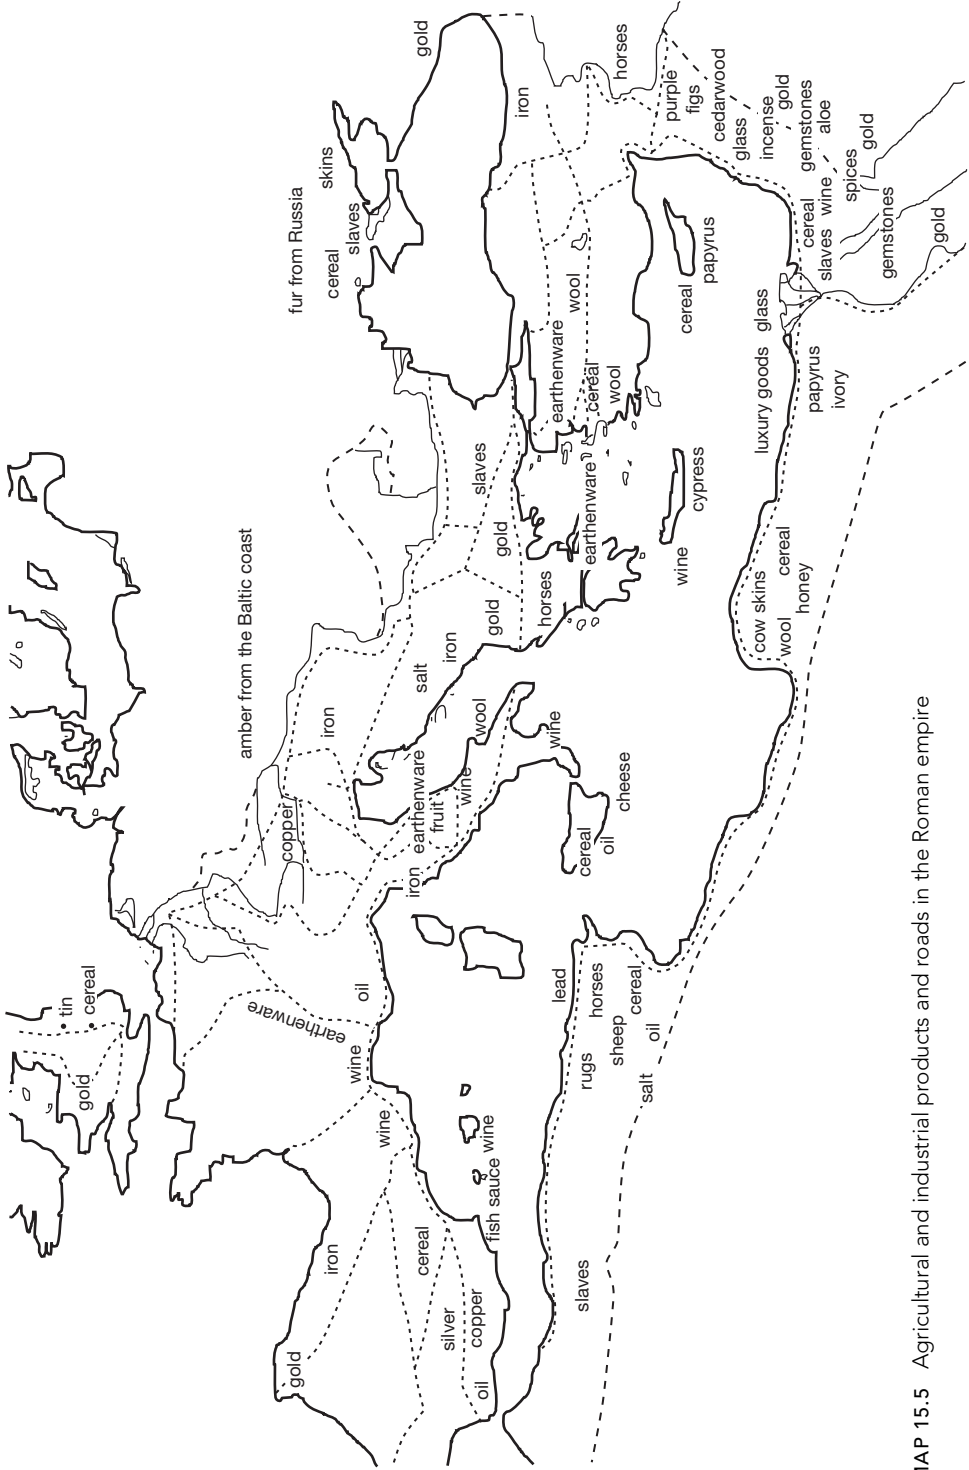 tin
gold
cereal
amber from the Baltic coast
copper
gold
fur from Russia
earthenware
iron
iron
skins
cereal
slaves
wine
oil
wine
iron
earthenware
salt
gold
cereal
fruit
silver
iron
wine
copper
wool
slaves
oil
wine
fish sauce
gold
gold
iron
horses
wine
earthenware
lead
wool
slaves
cereal
rugs
earthenware
cereal
horses
oil
wool
sheep
horses
cheese
cereal
salt
oil
purple
wine
cereal
figs
cypress
papyrus
cedarwood
glass
cow skins
luxury goods
glass
incense
wool
cereal
gold
honey
gemstones
cereal
papyrus
aloe
slaves wine
ivory
spices
gold
gemstones
gold
IAP 15.5 Agricultural and industrial products and roads in the Roman empire